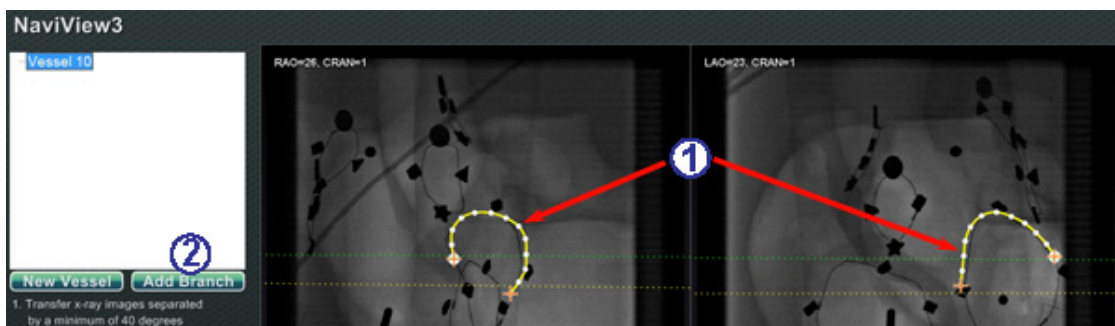 NaviView3
Vessel 10
RAO=26, CRAN=1
LAO=23, CRAN=1
1
2
New Vessel
Add Branch
1. Transfer x-ray images separated
by a minimum of 40 degrees